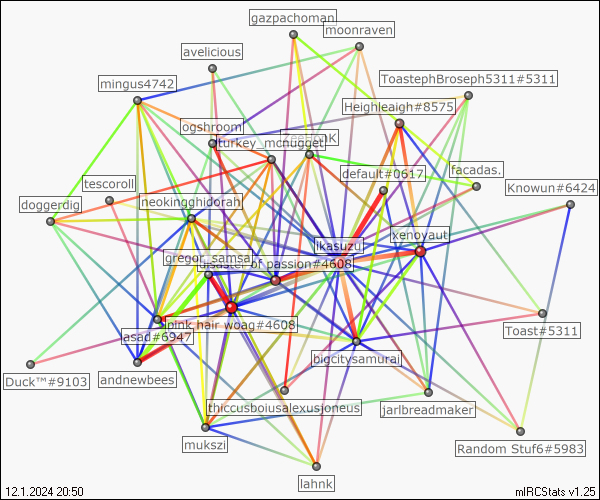 gazpachoman
moonraven
avelicious
ToastephBroseph5311#5311
mingus4742
Heighleaigh#8575
ogshroom
turkey_mcnugget
default#0617
facadas.
tescoroll
Knowun#6424
doggerdig
neokingghidorah
xenoyaut
ikasuzu
gregor_samsa
disaster of passion#4608
pink hair woag#4608
Toast#5311
asad#6947
bigcitysamurai
Duck™#9103
andnewbees
thiccusboiusalexusjoneus
jarlbreadmaker
mukszi
Random Stuf6#5983
lahnk
12.1.2024 20:50
mIRCStats v1.25